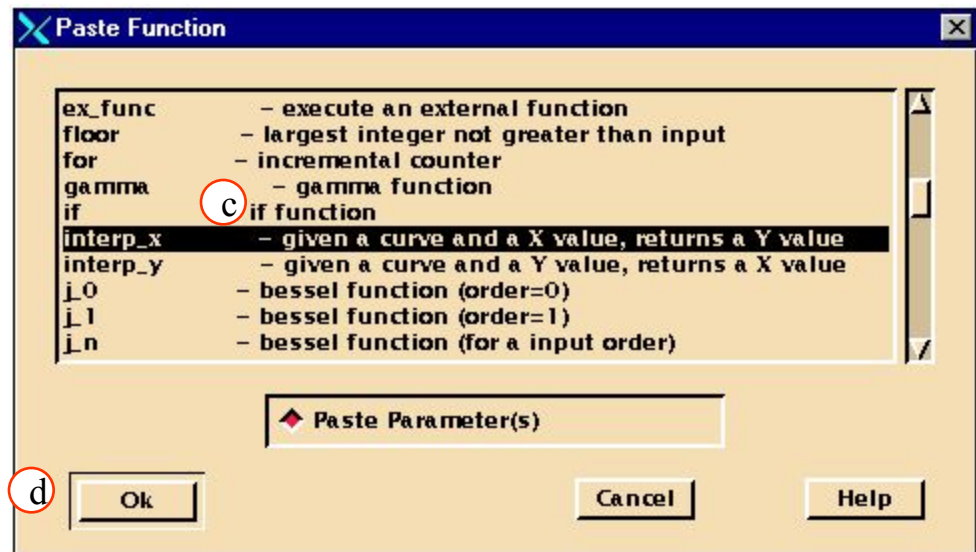 Paste Function
ex_func – execute an external function
floor – largest integer not greater than input
for – incremental counter
gamma – gamma function
if c if function
interp_x – given a curve and a X value, returns a Y value
interp_y – given a curve and a Y value, returns a X value
j_0 – bessel function (order=0)
j_1 – bessel function (order=1)
j_n – bessel function (for a input order)
Paste Parameter(s)
d Ok Cancel Help